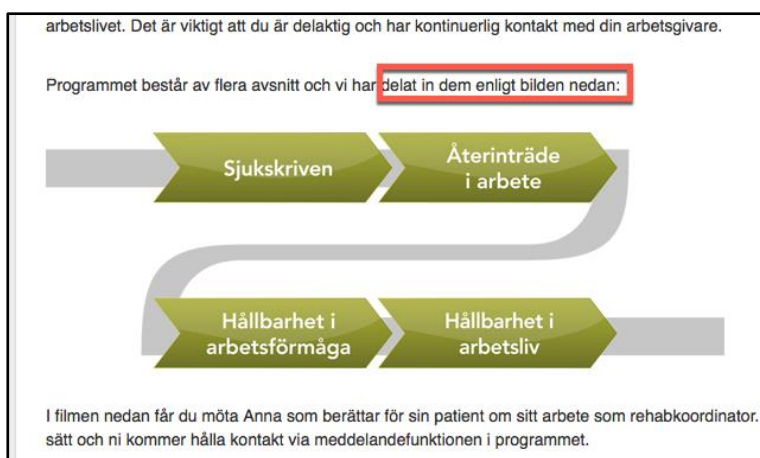 arbetslivet. Det är viktigt att du är delaktig och har kontinuerlig kontakt med din arbetsgivare.
Programmet består av flera avsnitt och vi har delat in dem enligt bilden nedan:
Sjukskriven
Återinträde
i arbete
Hållbarhet i
arbetsförmåga
Hållbarhet i
arbetsliv
I filmen nedan får du möta Anna som berättar för sin patient om sitt arbete som rehabkoordinator.
sätt och ni kommer hålla kontakt via meddelandefunktionen i programmet.